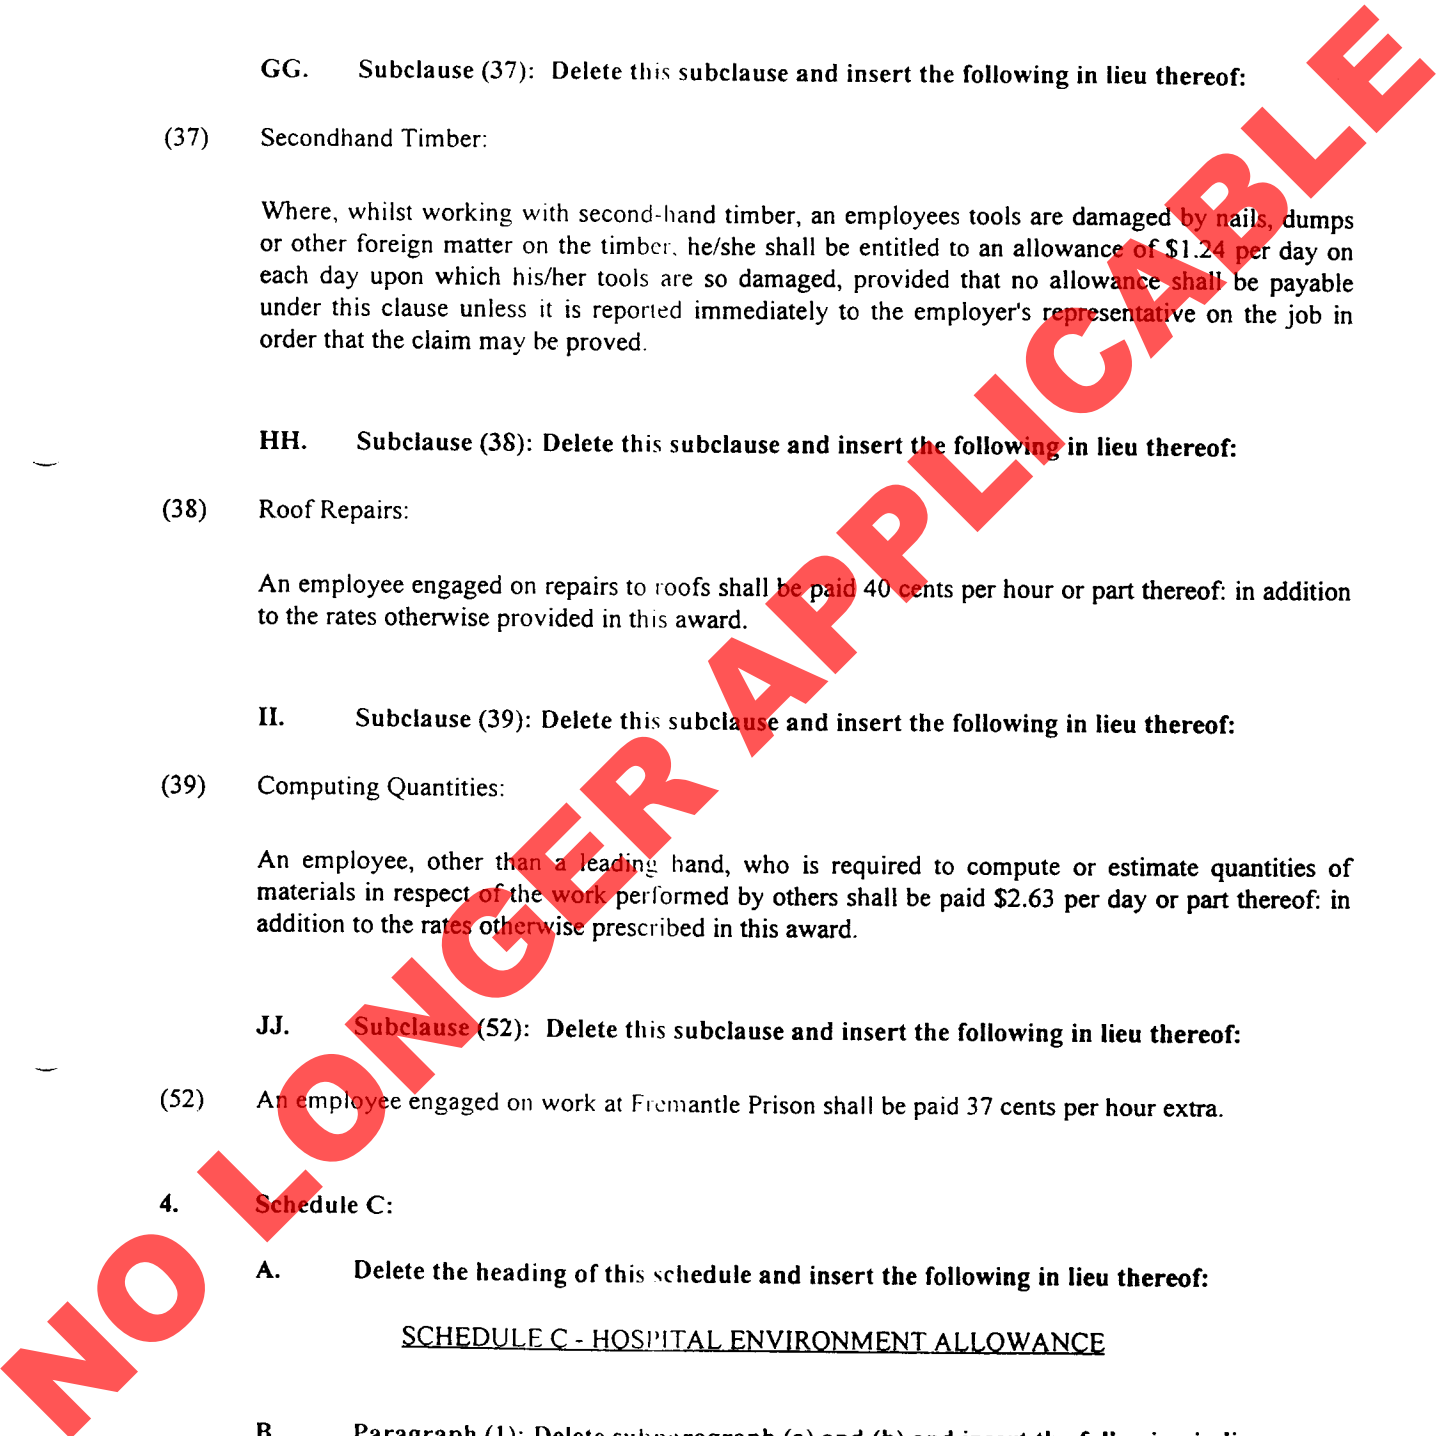 GG. Subclause (37): Delete this subclause and insert the following in lieu thereof:
(37) Secondhand Timber:
Where, whilst working with second-hand timber, an employees tools are damaged by nails, dumps
or other foreign matter on the timber, he/she shall be entitled to an allowance of $1.24 per day on
each day upon which his/her tools are so damaged, provided that no allowance shall be payable
under this clause unless it is reported immediately to the employer's representative on the job in
order that the claim may be proved.
HH. Subclause (38): Delete this subclause and insert the following in lieu thereof:
(38) Roof Repairs:
An employee engaged on repairs to roofs shall be paid 40 cents per hour or part thereof: in addition
to the rates otherwise provided in this award.
II. Subclause (39): Delete this subclause and insert the following in lieu thereof:
(39) Computing Quantities:
An employee, other than a leading hand, who is required to compute or estimate quantities of
materials in respect of the work performed by others shall be paid $2.63 per day or part thereof: in
addition to the rates otherwise prescribed in this award.
JJ. Subclause (52): Delete this subclause and insert the following in lieu thereof:
(52) An employee engaged on work at Fremantle Prison shall be paid 37 cents per hour extra.
4. Schedule C:
A. Delete the heading of this schedule and insert the following in lieu thereof:
SCHEDULE C - HOSPITAL ENVIRONMENT ALLOWANCE
B. Paragraph (1): Delete subparagraph (a) and (b) and insert the following in
NO LONGER APPLICABLE